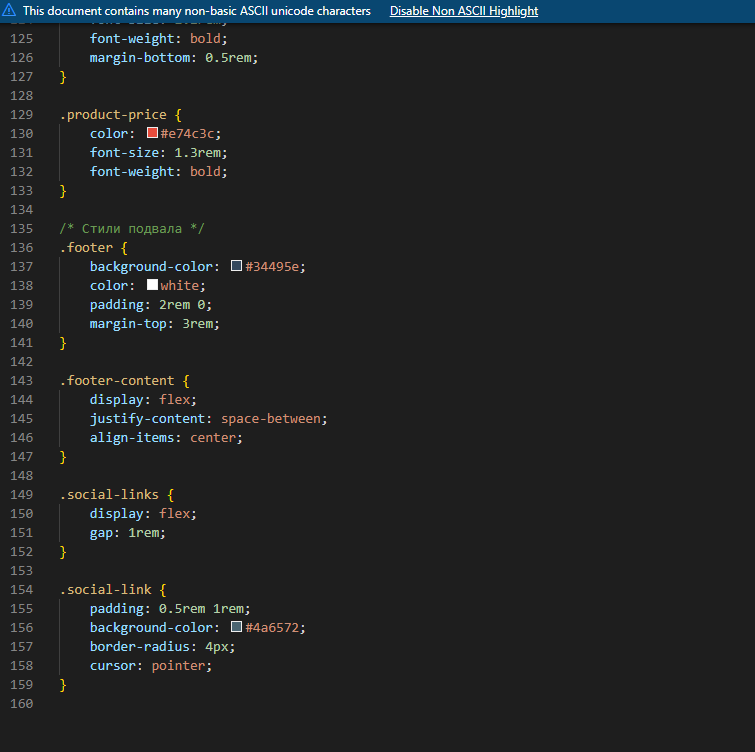 This document contains many non-basic ASCII unicode characters Disable Non ASCII Highlight
125 font-weight: bold;
126 margin-bottom: 0.5rem;
127 }
128
129 .product-price {
130 color: #e74c3c;
131 font-size: 1.3rem;
132 font-weight: bold;
133 }
134
135 /* Стили подвала */
136 .footer {
137 background-color: #34495e;
138 color: white;
139 padding: 2rem 0;
140 margin-top: 3rem;
141 }
142
143 .footer-content {
144 display: flex;
145 justify-content: space-between;
146 align-items: center;
147 }
148
149 .social-links {
150 display: flex;
151 gap: 1rem;
152 }
153
154 .social-link {
155 padding: 0.5rem 1rem;
156 background-color: #4a6572;
157 border-radius: 4px;
158 cursor: pointer;
159 }
160